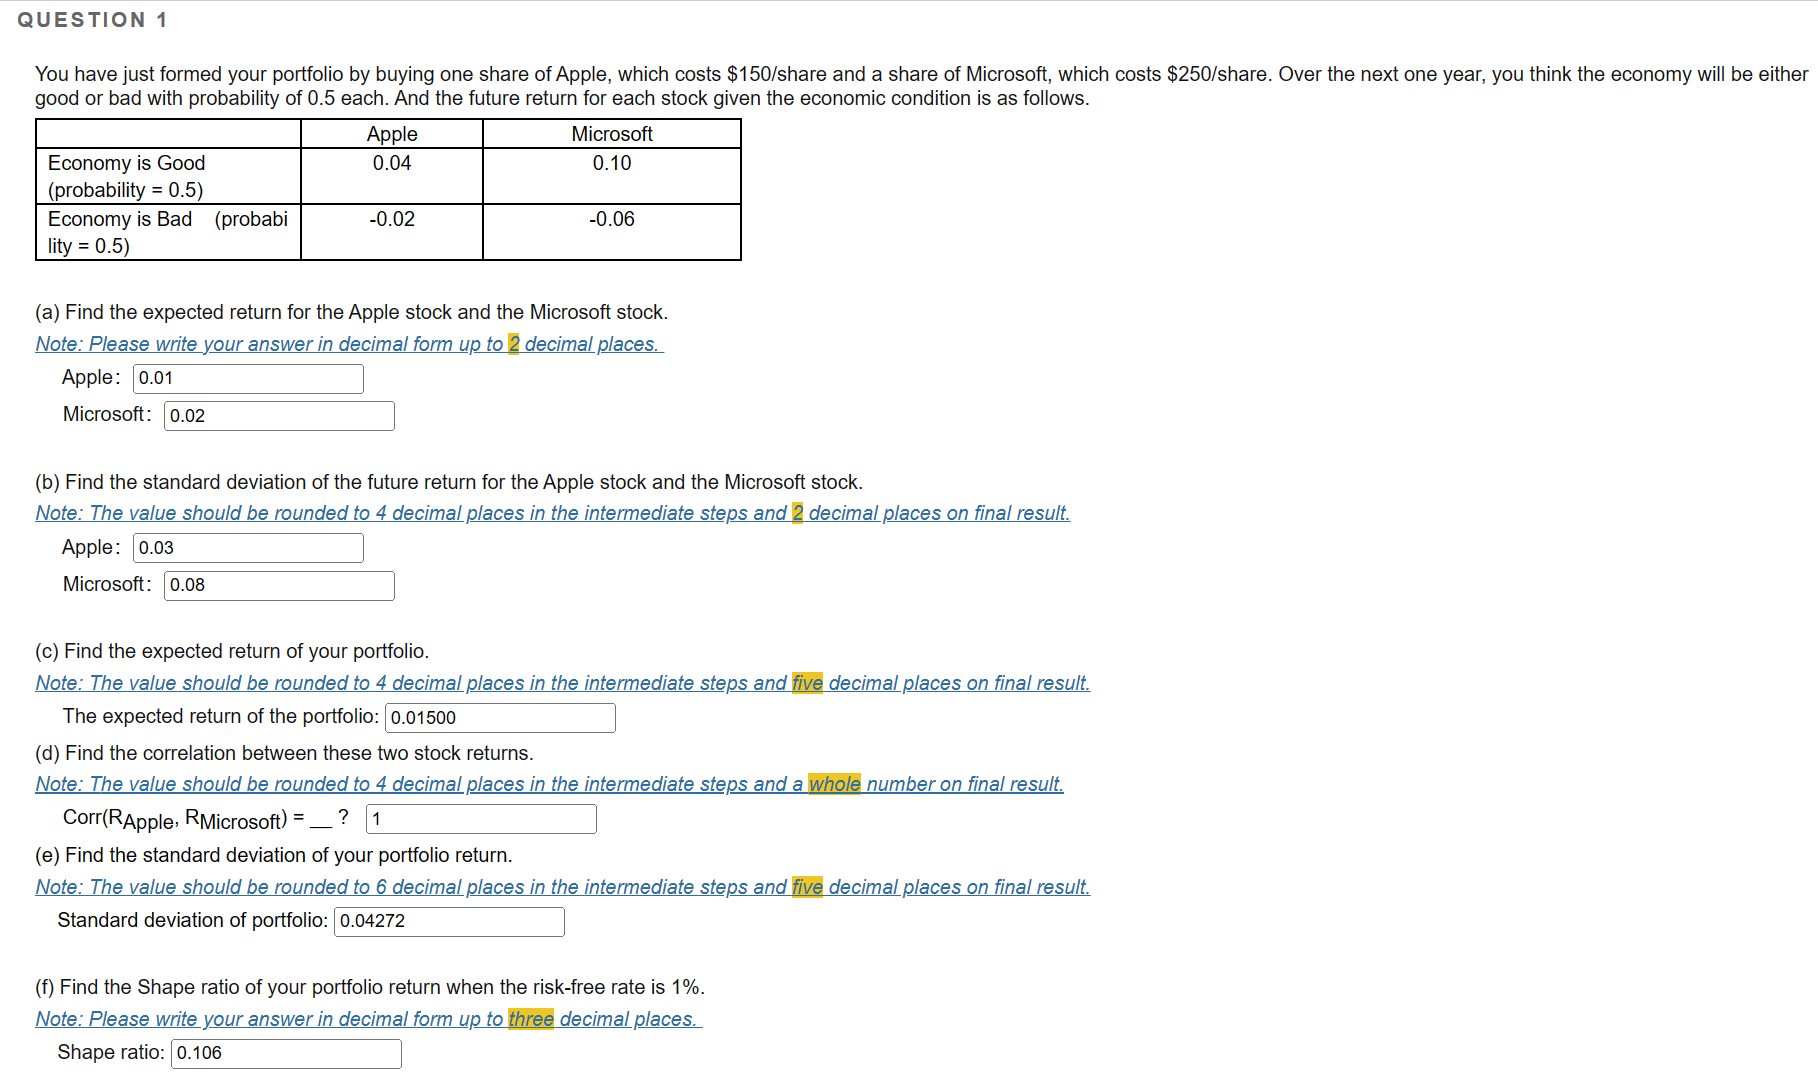 QUESTION 1
You have just formed your portfolio by buying one share of Apple, which costs $150/share and a share of Microsoft, which costs $250/share. Over the next one year, you think the economy will be either
good or bad with probability of 0.5 each. And the future return for each stock given the economic condition is as follows.
Apple Microsoft
Economy is Good 0.04 0.10
(probability = 0.5)
Economy is Bad (probabi -0.02 -0.06
lity = 0.5)
(a) Find the expected return for the Apple stock and the Microsoft stock.
Note: Please write your answer in decimal form up to 2 decimal places.
Apple: 0.01
Microsoft: 0.02
(b) Find the standard deviation of the future return for the Apple stock and the Microsoft stock.
Note: The value should be rounded to 4 decimal places in the intermediate steps and 2 decimal places on final result.
Apple: 0.03
Microsoft: 0.08
(c) Find the expected return of your portfolio.
Note: The value should be rounded to 4 decimal places in the intermediate steps and five decimal places on final result.
The expected return of the portfolio: 0.01500
(d) Find the correlation between these two stock returns.
Note: The value should be rounded to 4 decimal places in the intermediate steps and a whole number on final result.
Corr(RApple, RMicrosoft) = __ ? 1
(e) Find the standard deviation of your portfolio return.
Note: The value should be rounded to 6 decimal places in the intermediate steps and five decimal places on final result.
Standard deviation of portfolio: 0.04272
(f) Find the Shape ratio of your portfolio return when the risk-free rate is 1%.
Note: Please write your answer in decimal form up to three decimal places.
Shape ratio: 0.106